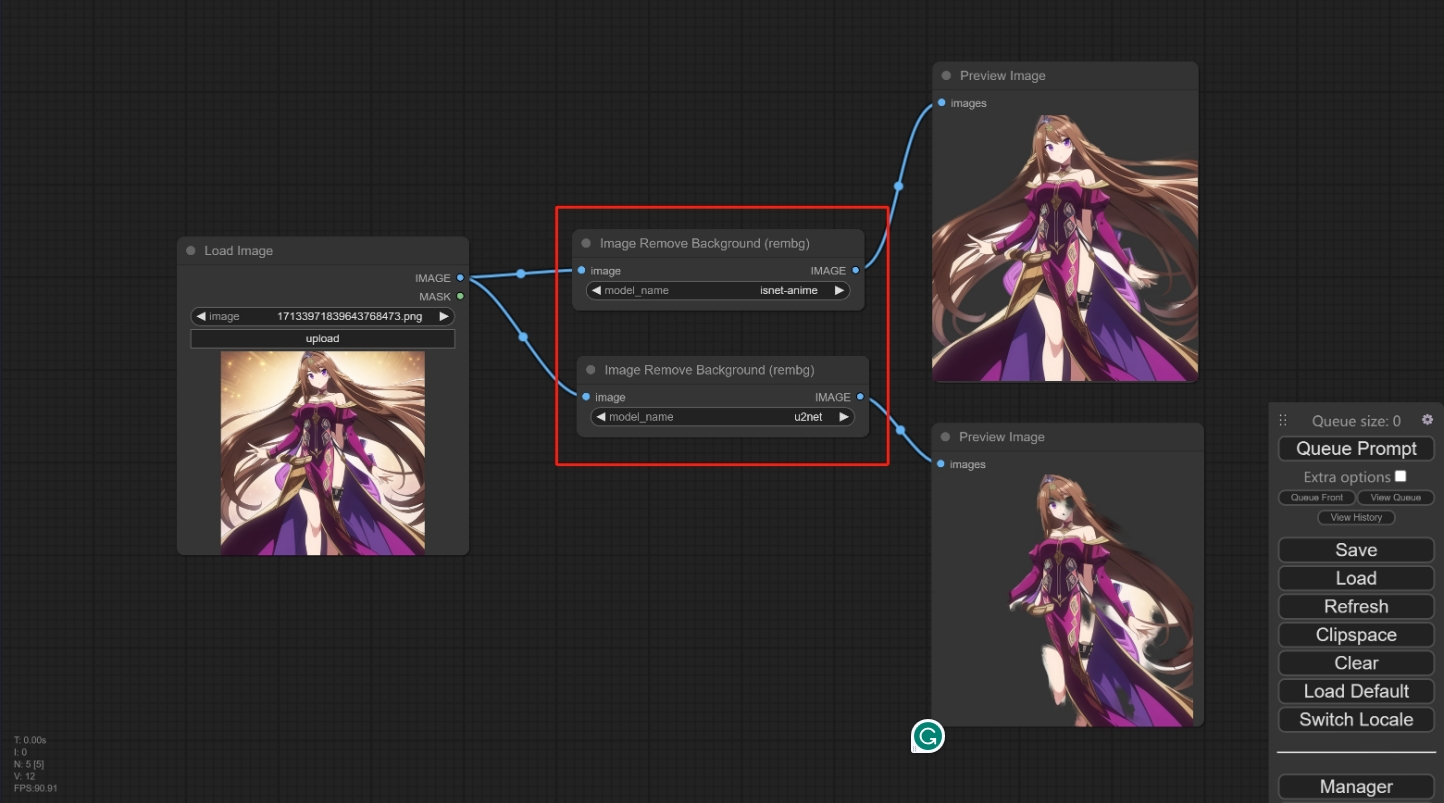 Load Image
IMAGE
MASK
image 17133971839643768473.png
upload
Image Remove Background (rembg)
image IMAGE
model_name isnet-anime
Image Remove Background (rembg)
image IMAGE
model_name u2net
Preview Image
images
Preview Image
images
Queue size: 0
Queue Prompt
Extra options
Queue Front View Queue
View History
Save
Load
Refresh
Clipspace
Clear
Load Default
Switch Locale
Manager
T: 0.00s
I: 0
N: 5 [5]
V: 12
FPS:90.91